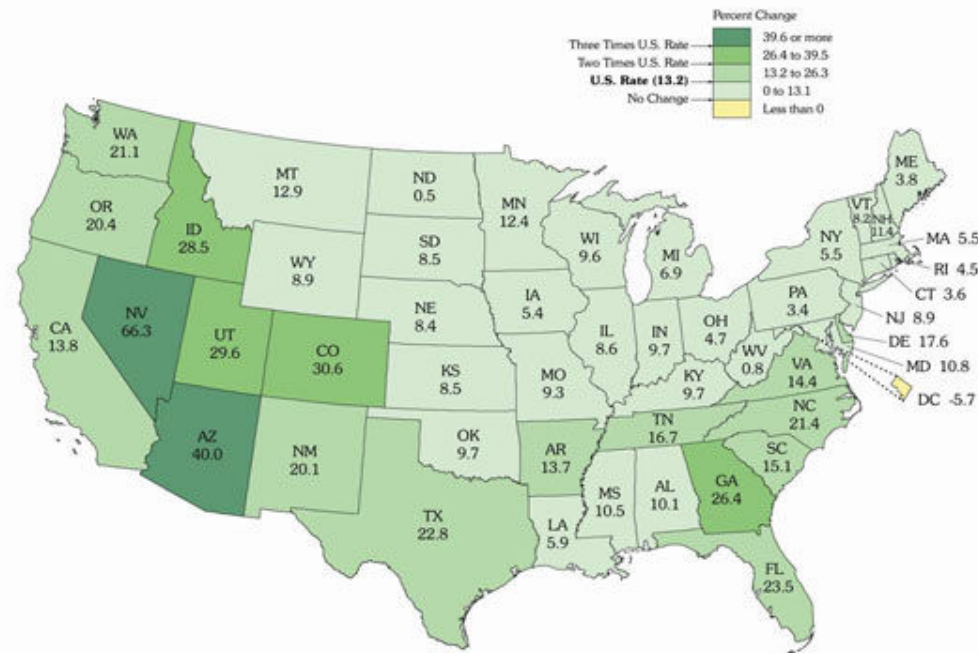 Percent Change
39.6 or more
Three Times U.S. Rate
26.4 to 39.5
Two Times U.S. Rate
13.2 to 26.3
U.S. Rate (13.2)
0 to 13.1
No Change
Less than 0
WA
21.1
OR
20.4
CA
13.8
ID
28.5
NV
66.3
UT
29.6
AZ
40.0
MT
12.9
WY
8.9
CO
30.6
NM
20.1
ND
0.5
SD
8.5
NE
8.4
KS
8.5
OK
9.7
TX
22.8
MN
12.4
IA
5.4
MO
9.3
AR
13.7
LA
5.9
WI
9.6
IL
8.6
MI
6.9
IN
9.7
OH
4.7
KY
9.7
TN
16.7
MS
10.5
AL
10.1
GA
26.4
FL
23.5
SC
15.1
NC
21.4
VA
14.4
WV
0.8
PA
3.4
NY
5.5
VT
8.2
NH
11.4
ME
3.8
MA 5.5
RI 4.5
CT 3.6
NJ 8.9
DE 17.6
MD 10.8
DC -5.7